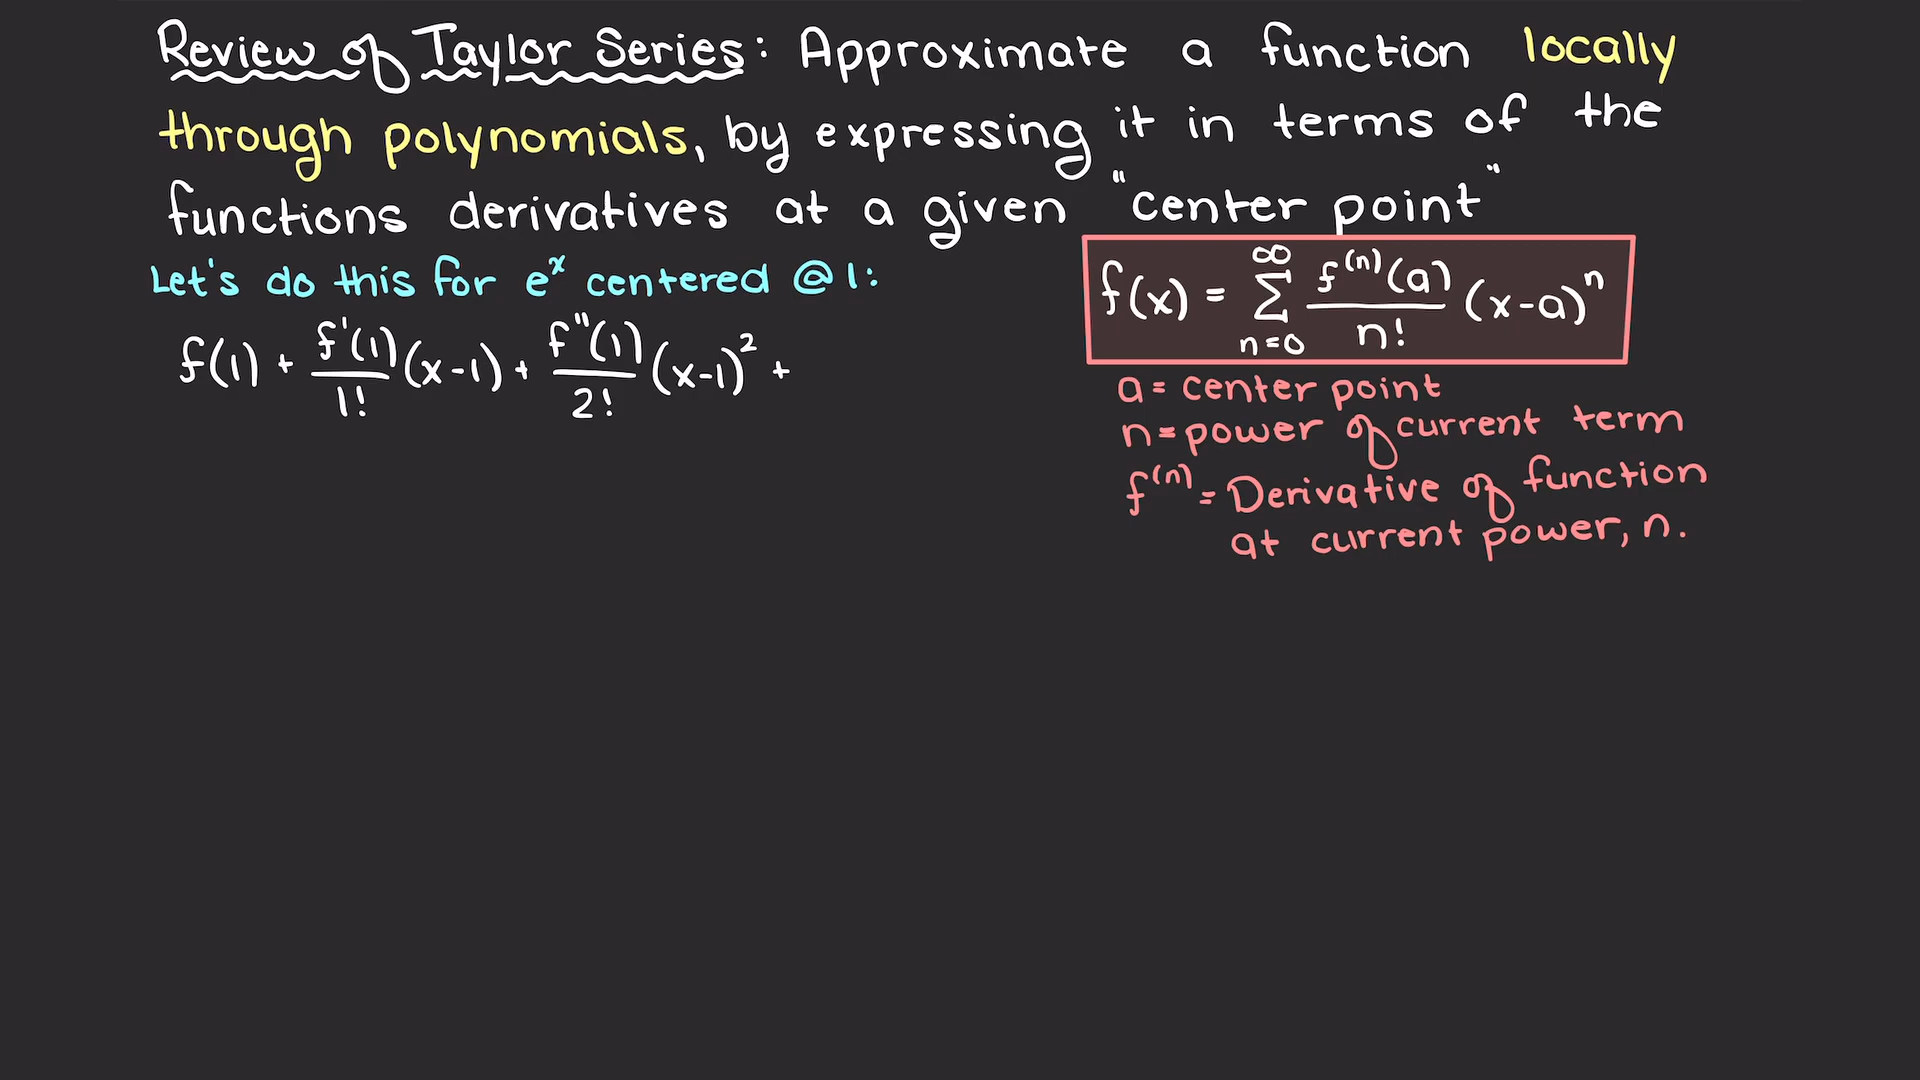 Review of Taylor Series: Approximate a function locally
through polynomials, by expressing it in terms of the
functions derivatives at a given "center point"
Let's do this for eˣ centered @ 1:
f(1) + f'(1)/1! (x-1) + f''(1)/2! (x-1)² +
f(x) = ∞ Σ n=0 f⁽ⁿ⁾(a)/n! (x-a)ⁿ
a = center point
n = power of current term
f⁽ⁿ⁾ = Derivative of function
at current power, n.